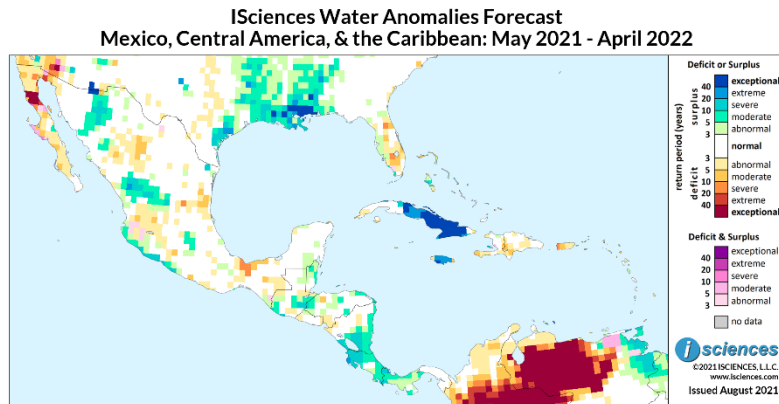 ISciences Water Anomalies Forecast
Mexico, Central America, & the Caribbean: May 2021 - April 2022
Deficit or Surplus
return period (years)
surplus
deficit
exceptional
40
extreme
20
severe
10
moderate
5
abnormal
3
normal
3
abnormal
5
moderate
10
severe
20
extreme
40
exceptional
Deficit & Surplus
exceptional
40
extreme
20
severe
10
moderate
5
abnormal
3
no data
i sciences
©2021 ISCIENCES, L.L.C.
www.isciences.com
Issued August 2021